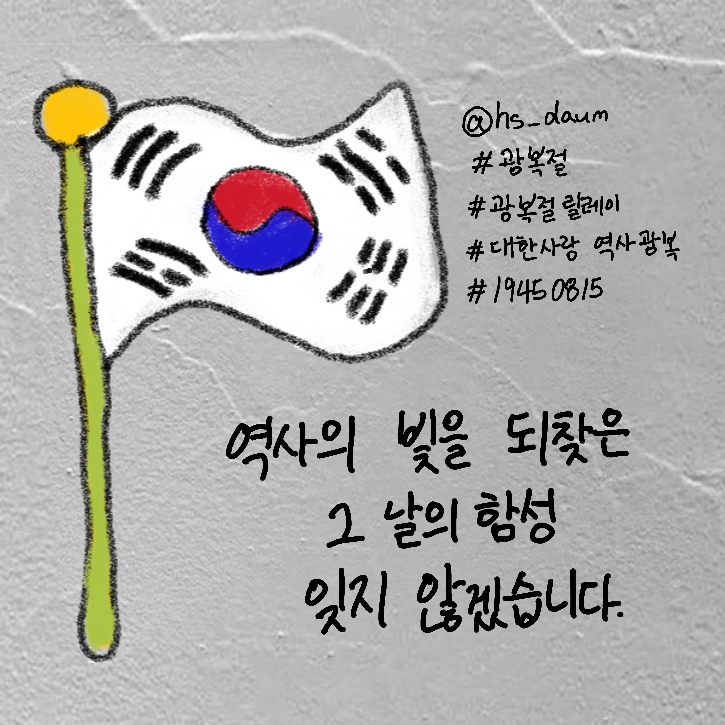 @hs_daum
#광복절
#광복절릴레이
#대한사랑 역사광복
#19450815
역사의 빛을 되찾은
그 날의 함성
잊지 않겠습니다.